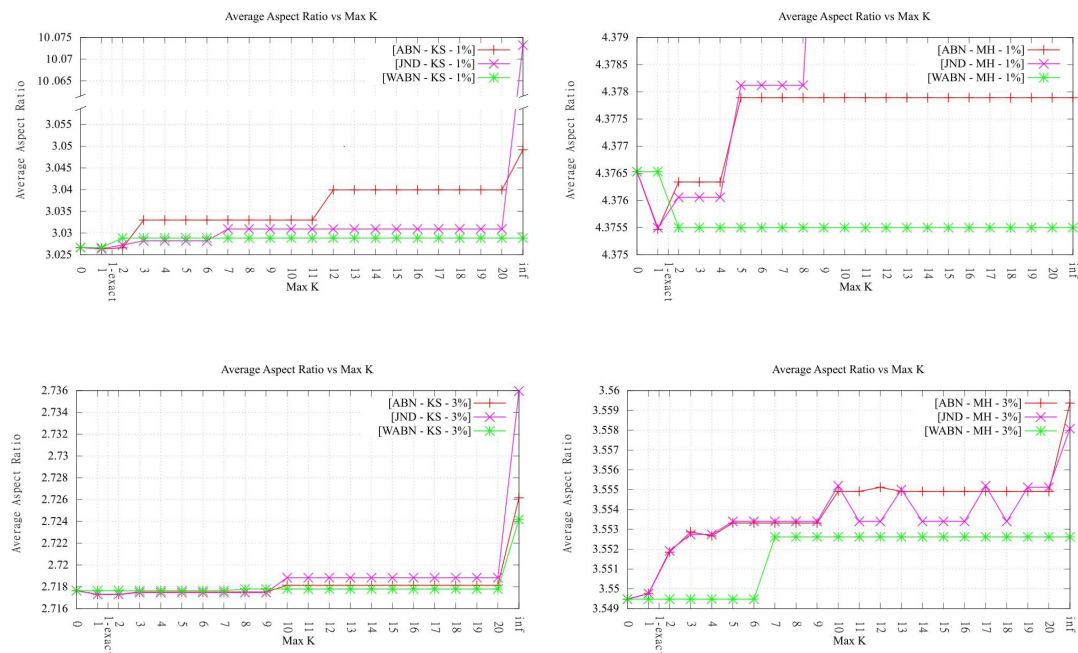 Average Aspect Ratio vs Max K
10.075
10.07
10.065
3.055
3.05
3.045
3.04
3.035
3.03
3.025
Average Aspect Ratio
[ABN - KS - 1%]
[JND - KS - 1%]
[WABN - KS - 1%]
0 1 1-exact 2 3 4 5 6 7 8 9 10 11 12 13 14 15 16 17 18 19 20 inf
Max K
Average Aspect Ratio vs Max K
4.379
4.3785
4.378
4.3775
4.377
4.3765
4.376
4.3755
4.375
Average Aspect Ratio
[ABN - MH - 1%]
[JND - MH - 1%]
[WABN - MH - 1%]
0 1 1-exact 2 3 4 5 6 7 8 9 10 11 12 13 14 15 16 17 18 19 20 inf
Max K
Average Aspect Ratio vs Max K
2.736
2.734
2.732
2.73
2.728
2.726
2.724
2.722
2.72
2.718
2.716
Average Aspect Ratio
[ABN - KS - 3%]
[JND - KS - 3%]
[WABN - KS - 3%]
0 1 1-exact 2 3 4 5 6 7 8 9 10 11 12 13 14 15 16 17 18 19 20 inf
Max K
Average Aspect Ratio vs Max K
3.56
3.559
3.558
3.557
3.556
3.555
3.554
3.553
3.552
3.551
3.55
3.549
Average Aspect Ratio
[ABN - MH - 3%]
[JND - MH - 3%]
[WABN - MH - 3%]
0 1 1-exact 2 3 4 5 6 7 8 9 10 11 12 13 14 15 16 17 18 19 20 inf
Max K